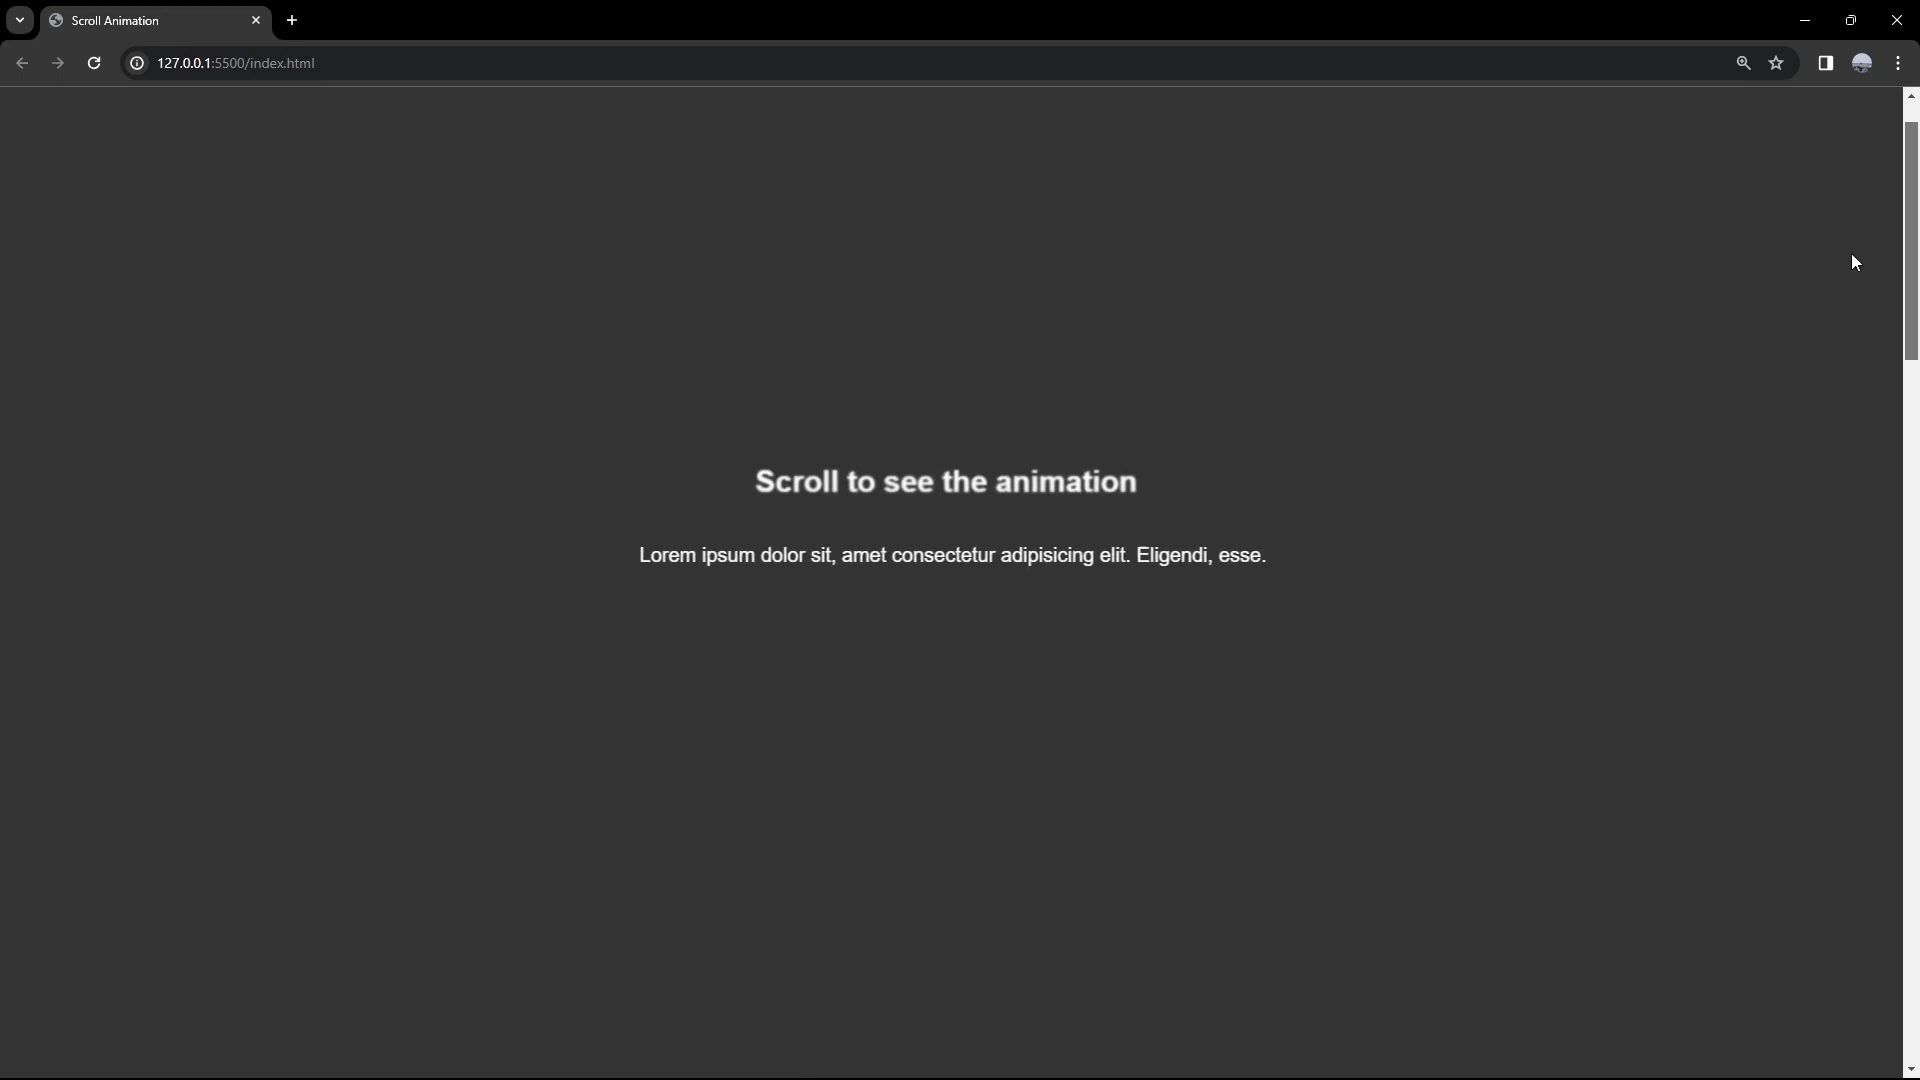 Scroll Animation
127.0.0.1:5500/index.html
Scroll to see the animation
Lorem ipsum dolor sit, amet consectetur adipisicing elit. Eligendi, esse.